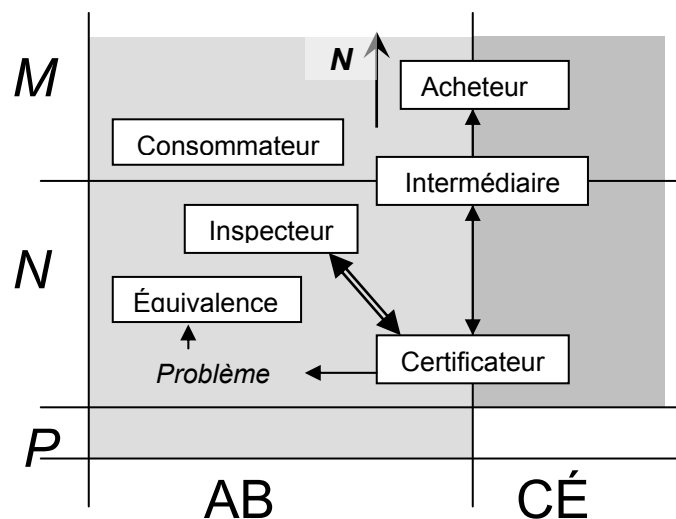 M
N
Acheteur
Consommateur
Intermédiaire
Inspecteur
N
Équivalence
Certificateur
Problème
P
AB
CÉ